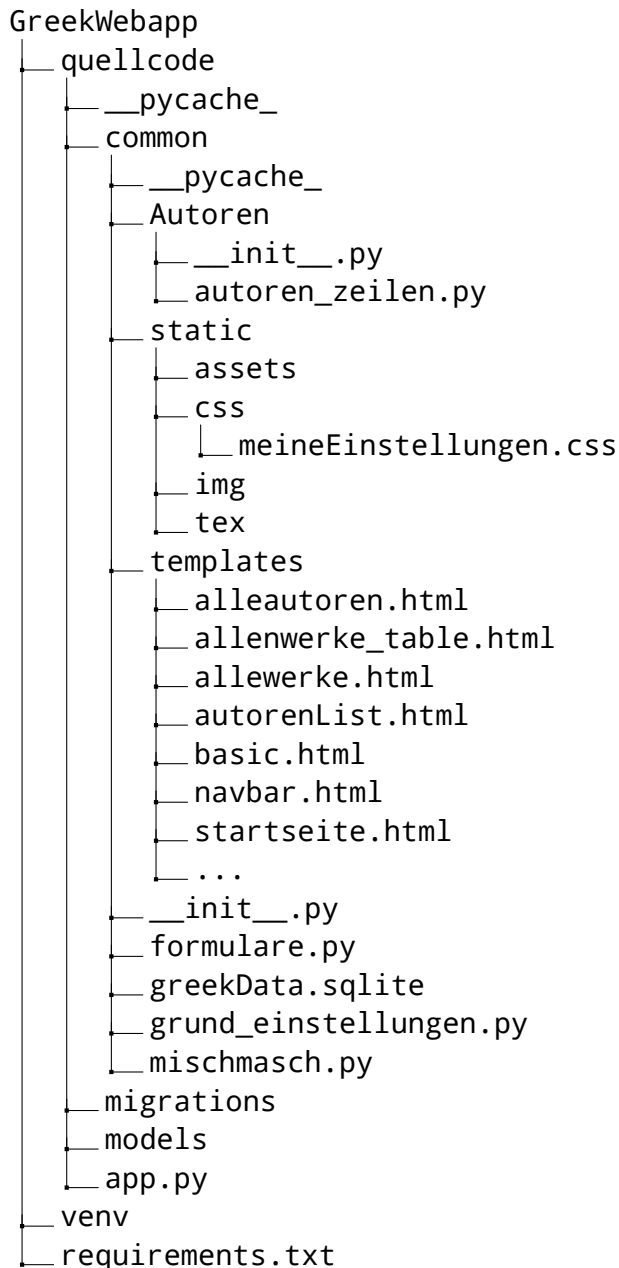 GreekWebapp
quellcode
__pycache_
common
__pycache_
Autoren
__init__.py
autoren_zeilen.py
static
assets
css
meineEinstellungen.css
img
tex
templates
alleautoren.html
allenwerke_table.html
allewerke.html
autorenList.html
basic.html
navbar.html
startseite.html
...
__init__.py
formulare.py
greekData.sqlite
grund_einstellungen.py
mischmasch.py
migrations
models
app.py
venv
requirements.txt